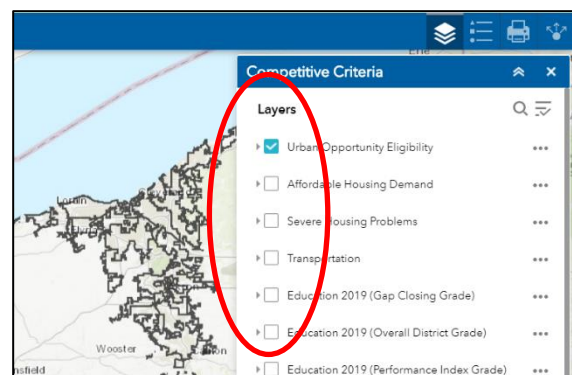 Erie
Competitive Criteria
Layers
Urban Opportunity Eligibility
Affordable Housing Demand
Severe Housing Problems
Transportation
Education 2019 (Gap Closing Grade)
Education 2019 (Overall District Grade)
Education 2019 (Performance Index Grade)
Lorain
Wooster
nsfield